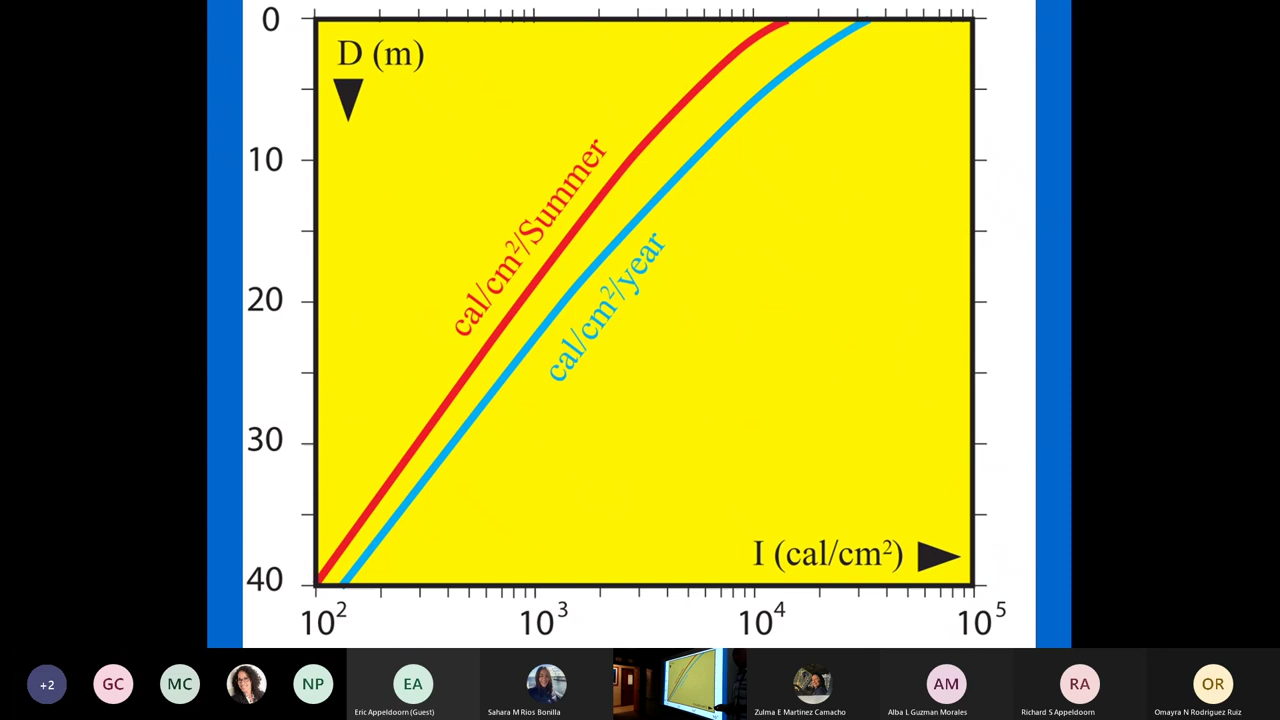 0
D (m)
10
20
30
40
cal/cm²/Summer
cal/cm²/year
I (cal/cm²)
10² 10³ 10⁴ 10⁵
+2 GC MC NP EA AM RA OR
Eric Appeldoorn (Guest) Sahara M Rios Bonilla Zulma E Martinez Camacho Alba L Guzman Morales Richard S Appeldoorn Omayra N Rodriguez Ruiz